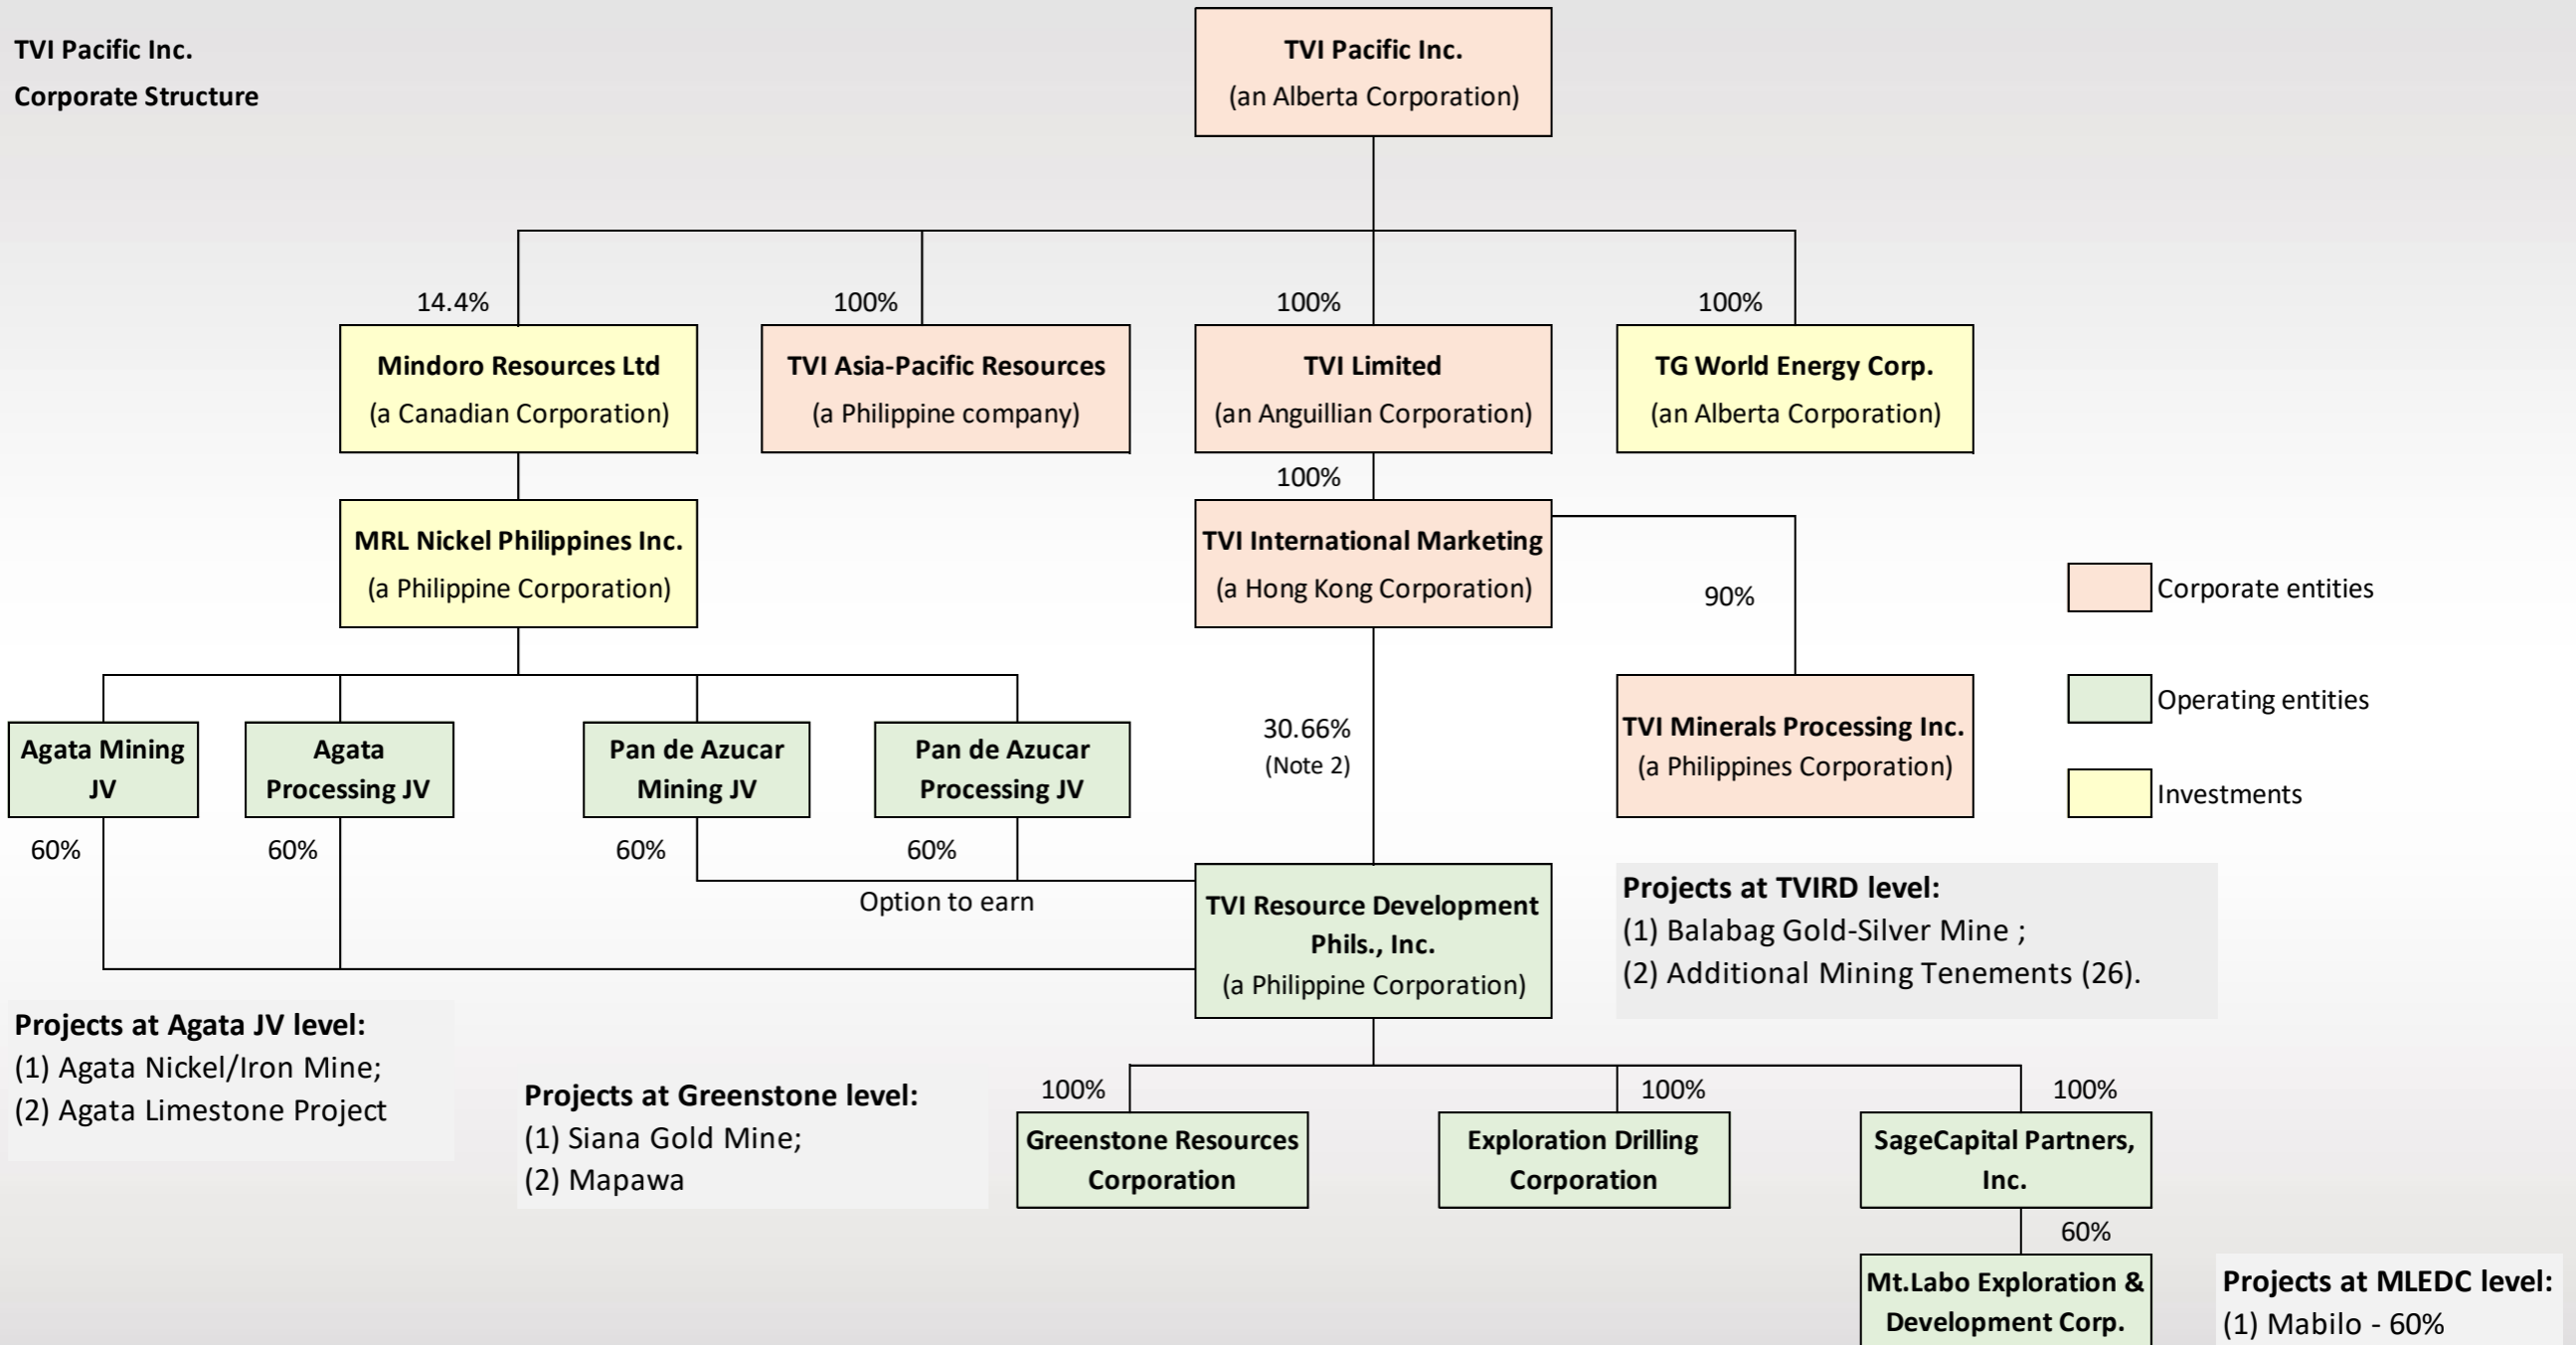 TVI Pacific Inc.
Corporate Structure
TVI Pacific Inc.
(an Alberta Corporation)
14.4%
100%
100%
100%
Mindoro Resources Ltd
(a Canadian Corporation)
TVI Asia-Pacific Resources
(a Philippine company)
TVI Limited
(an Anguillian Corporation)
TG World Energy Corp.
(an Alberta Corporation)
100%
MRL Nickel Philippines Inc.
(a Philippine Corporation)
TVI International Marketing
(a Hong Kong Corporation)
90%
Corporate entities
Operating entities
Investments
Agata Mining
JV
Agata
Processing JV
Pan de Azucar
Mining JV
Pan de Azucar
Processing JV
30.66%
(Note 2)
TVI Minerals Processing Inc.
(a Philippines Corporation)
60%
60%
60%
60%
Option to earn
TVI Resource Development
Phils., Inc.
(a Philippine Corporation)
Projects at TVIRD level:
(1) Balabag Gold-Silver Mine ;
(2) Additional Mining Tenements (26).
Projects at Agata JV level:
(1) Agata Nickel/Iron Mine;
(2) Agata Limestone Project
Projects at Greenstone level:
(1) Siana Gold Mine;
(2) Mapawa
100%
100%
100%
Greenstone Resources
Corporation
Exploration Drilling
Corporation
SageCapital Partners,
Inc.
60%
Mt.Labo Exploration &
Development Corp.
Projects at MLEDC level:
(1) Mabilo - 60%